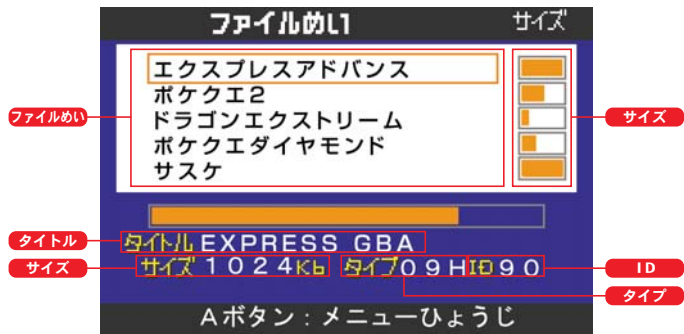 ファイルめい サイズ
エクスプレスアドバンス
ポケクエ2
ドラゴンエクストリーム
ポケクエダイヤモンド
サスケ
ファイルめい
サイズ
タイトル EXPRESS GBA
サイズ 1024Kb タイプ09H ID90
タイトル
サイズ
ID
タイプ
Aボタン：メニューひょうじ